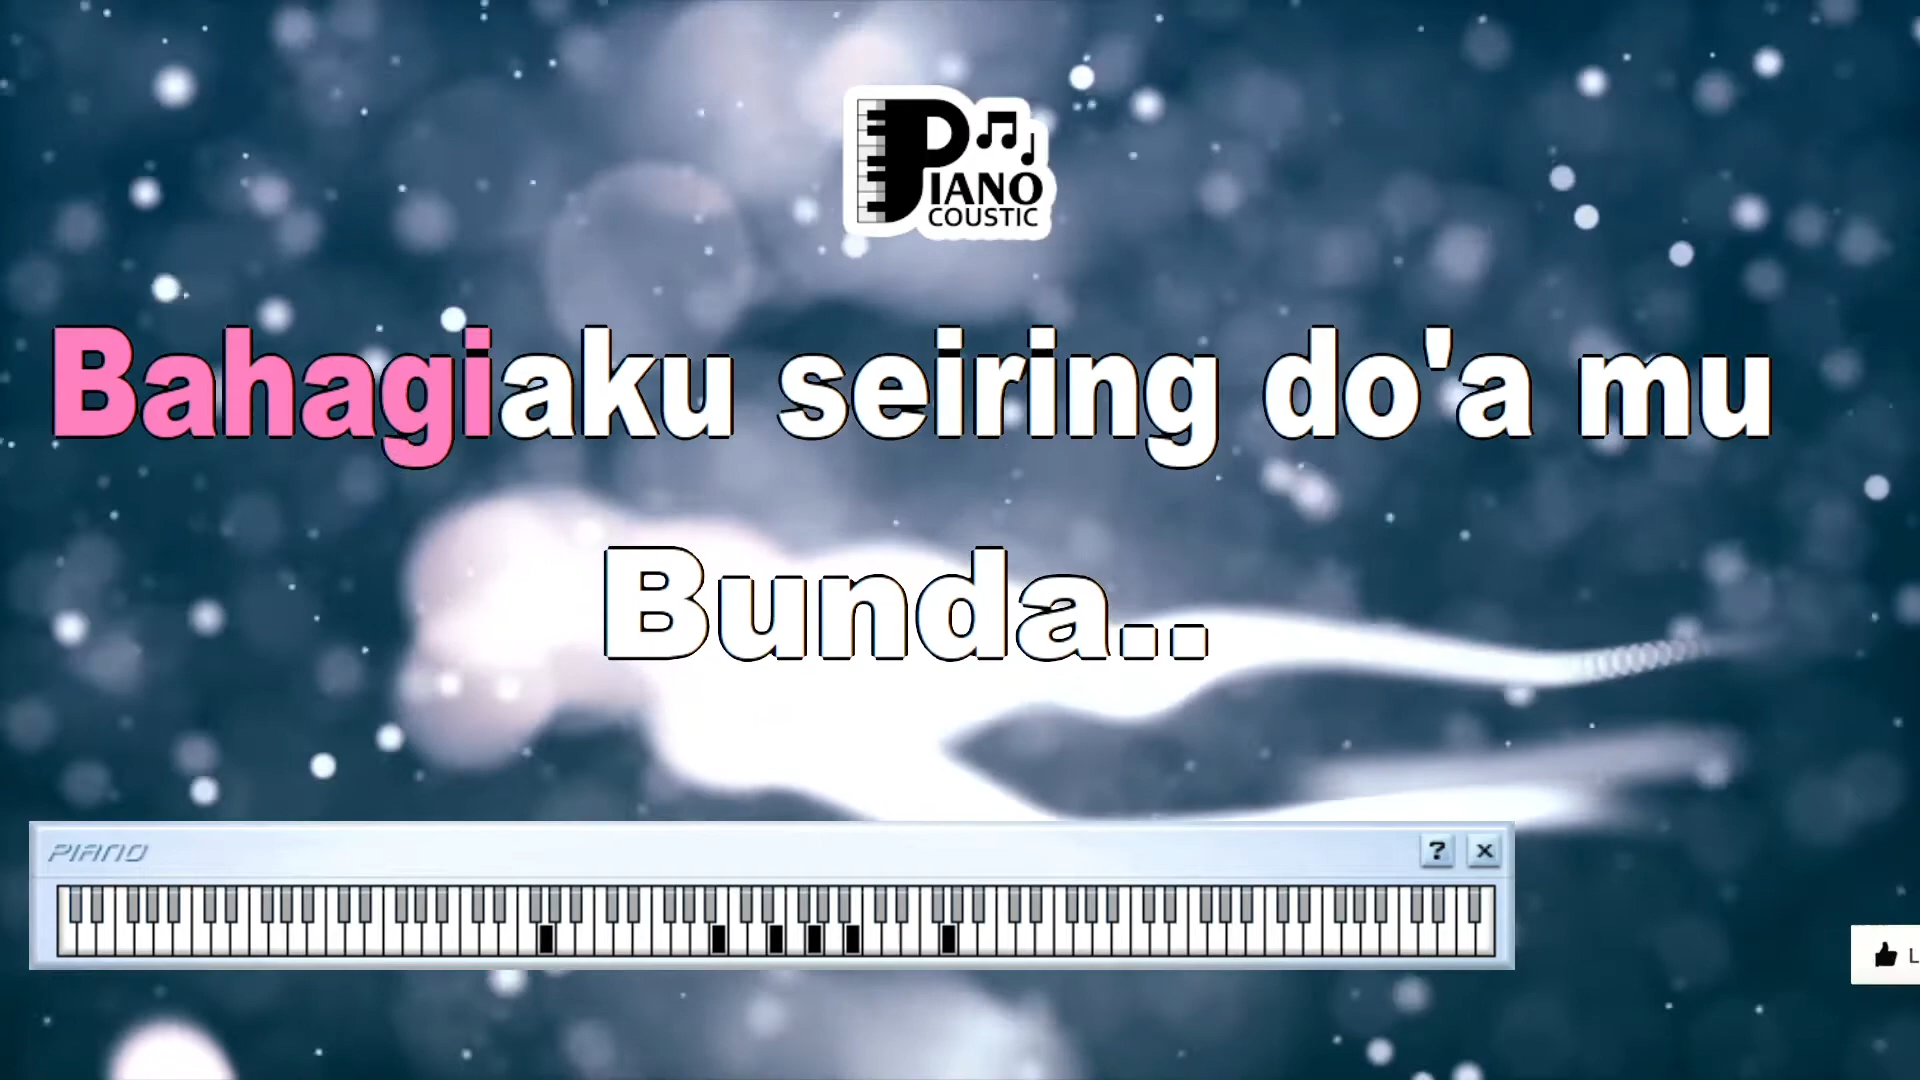 PIANO
COUSTIC
Bahagiaku seiring do'a mu
Bunda..
PIANO
?
x
L